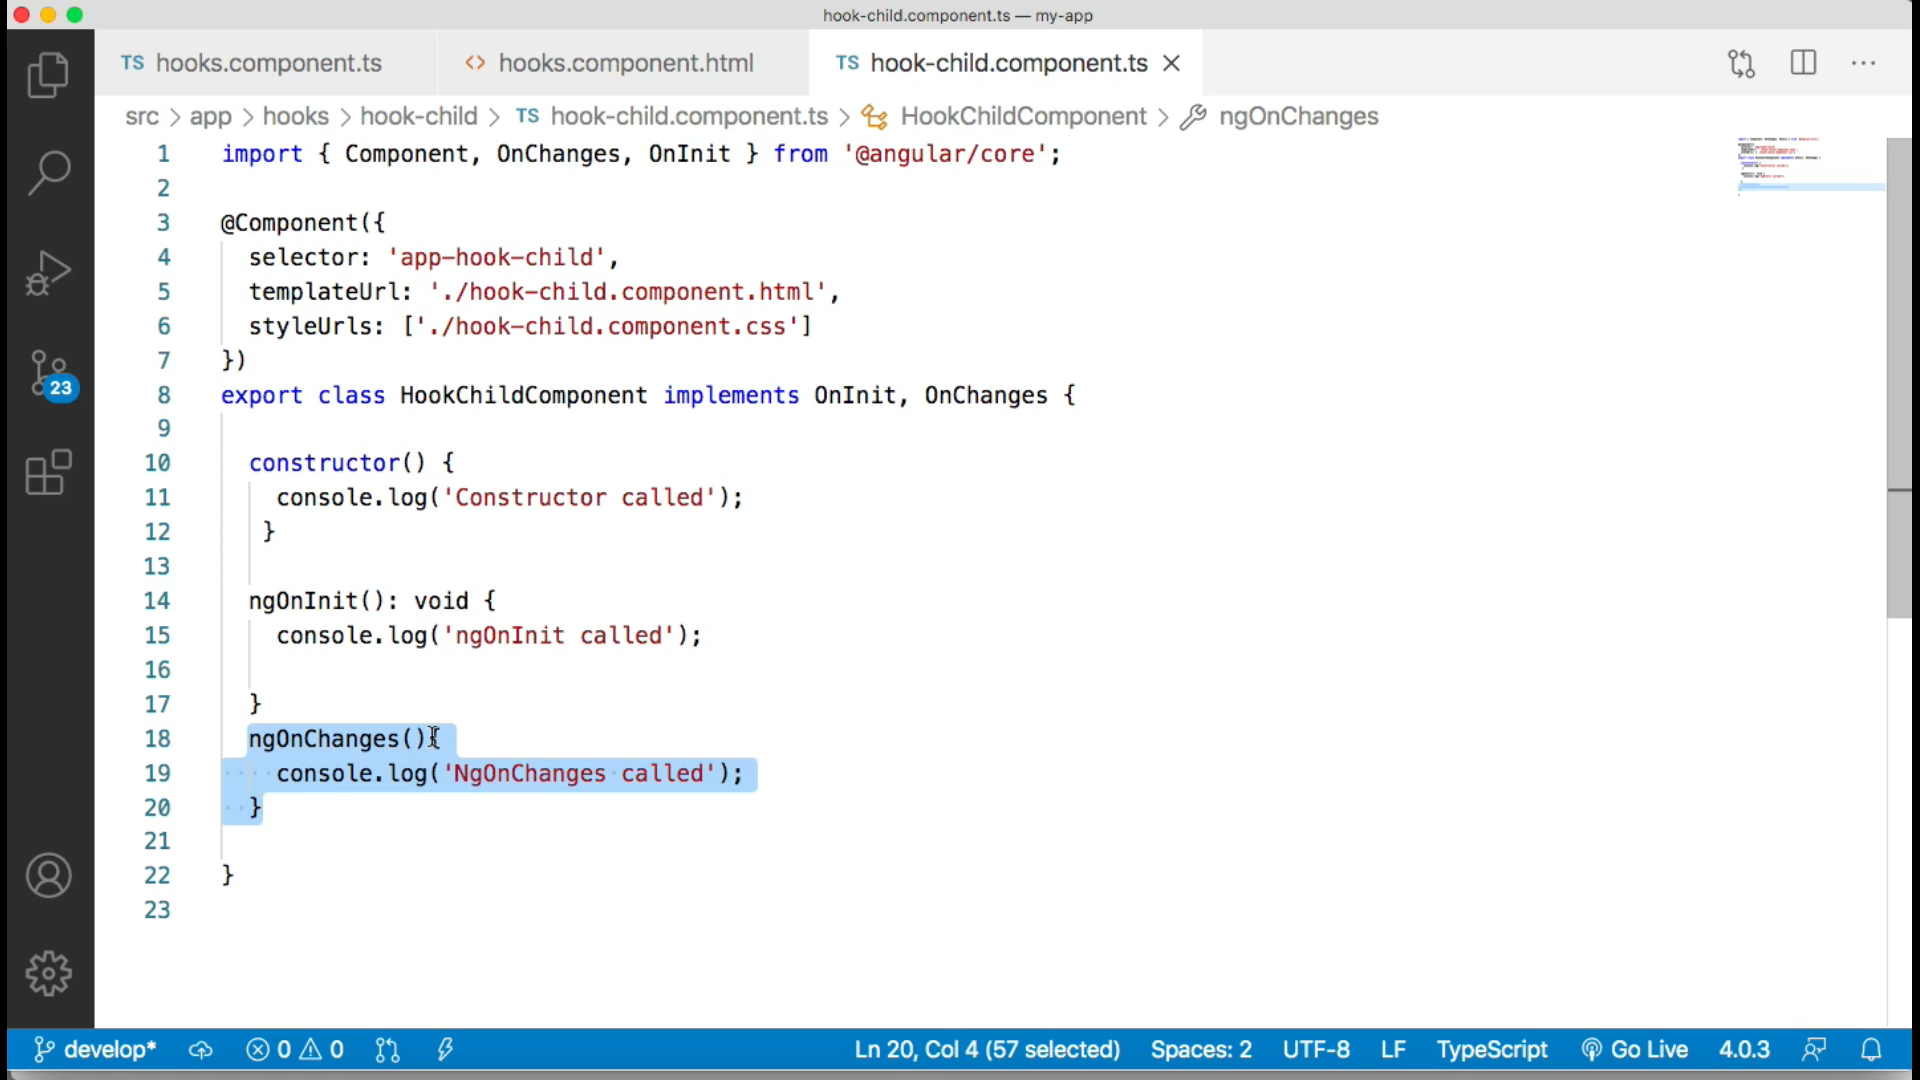 hook-child.component.ts — my-app
TS hooks.component.ts <> hooks.component.html TS hook-child.component.ts
src > app > hooks > hook-child > TS hook-child.component.ts > HookChildComponent > ngOnChanges
1 import { Component, OnChanges, OnInit } from '@angular/core';
2
3 @Component({
4 selector: 'app-hook-child',
5 templateUrl: './hook-child.component.html',
6 styleUrls: ['./hook-child.component.css']
7 })
8 export class HookChildComponent implements OnInit, OnChanges {
9
10 constructor() {
11 console.log('Constructor called');
12 }
13
14 ngOnInit(): void {
15 console.log('ngOnInit called');
16
17 }
18 ngOnChanges(){
19 console.log('NgOnChanges called');
20 }
21
22 }
23
23
develop* 0 0 Ln 20, Col 4 (57 selected) Spaces: 2 UTF-8 LF TypeScript Go Live 4.0.3